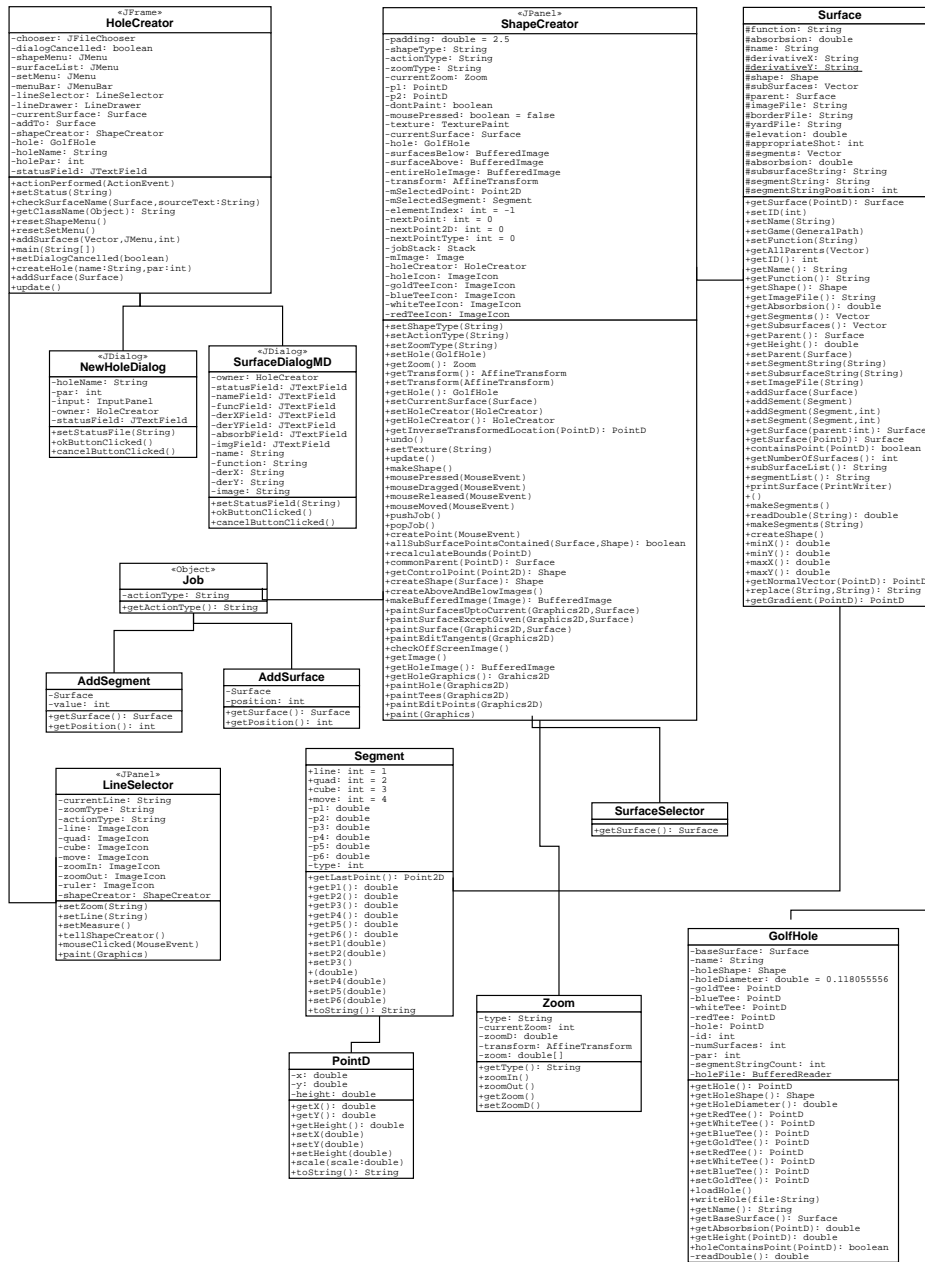 «JFrame»
HoleCreator
-chooser: JFileChooser
-dialogCancelled: boolean
-shapeMenu: JMenu
-surfaceList: JMenu
-setMenu: JMenu
-menuBar: JMenuBar
-lineSelector: LineSelector
-lineDrawer: LineDrawer
-currentSurface: Surface
-addTo: Surface
-shapeCreator: ShapeCreator
-hole: GolfHole
-holeName: String
-holePar: int
-statusField: JTextField
+actionPerformed(ActionEvent)
+setStatus(String)
+checkSurfaceName(Surface,sourceText:String)
+getClassName(Object): String
+resetShapeMenu()
+resetSetMenu()
+addSurfaces(Vector,JMenu,int)
+main(String[])
+setDialogCancelled(boolean)
+createHole(name:String,par:int)
+addSurface(Surface)
+update()
«JDialog»
NewHoleDialog
-holeName: String
-par: int
-input: InputPanel
-owner: HoleCreator
-statusField: JTextField
+setStatusFile(String)
+okButtonClicked()
+cancelButtonClicked()
«JDialog»
SurfaceDialogMD
-owner: HoleCreator
-statusField: JTextField
-nameField: JTextField
-funcField: JTextField
-derXField: JTextField
-derYField: JTextField
-absorbField: JTextField
-imgField: JTextField
-name: String
-function: String
-derX: String
-derY: String
-image: String
+setStatusField(String)
+okButtonClicked()
+cancelButtonClicked()
«Object»
Job
-actionType: String
+getActionType(): String
AddSegment
-Surface
-value: int
+getSurface(): Surface
+getPosition(): int
AddSurface
-Surface
-position: int
+getSurface(): Surface
+getPosition(): int
«JPanel»
LineSelector
-currentLine: String
-zoomType: String
-actionType: String
-line: ImageIcon
-quad: ImageIcon
-cube: ImageIcon
-move: ImageIcon
-zoomIn: ImageIcon
-zoomOut: ImageIcon
-ruler: ImageIcon
-shapeCreator: ShapeCreator
+setZoom(String)
+setLine(String)
+setMeasure()
+tellShapeCreator()
+mouseClicked(MouseEvent)
+paint(Graphics)
«JPanel»
ShapeCreator
-padding: double = 2.5
-shapeType: String
-actionType: String
-zoomType: String
-currentZoom: Zoom
-p1: PointD
-p2: PointD
-dontPaint: boolean
-mousePressed: boolean = false
-texture: TexturePaint
-currentSurface: Surface
-hole: GolfHole
-surfacesBelow: BufferedImage
-surfaceAbove: BufferedImage
-entireHoleImage: BufferedImage
-transform: AffineTransform
-mSelectedPoint: Point2D
-mSelectedSegment: Segment
-elementIndex: int = -1
-nextPoint: int = 0
-nextPoint2D: int = 0
-nextPointType: int = 0
-jobStack: Stack
-mImage: Image
-holeCreator: HoleCreator
-holeIcon: ImageIcon
-goldTeeIcon: ImageIcon
-blueTeeIcon: ImageIcon
-whiteTeeIcon: ImageIcon
-redTeeIcon: ImageIcon
+setShapeType(String)
+setActionType(String)
+setZoomType(String)
+setHole(GolfHole)
+getZoom(): Zoom
+getTransform(): AffineTransform
+setTransform(AffineTransform)
+getHole(): GolfHole
+setCurrentSurface(Surface)
+setHoleCreator(HoleCreator)
+getHoleCreator(): HoleCreator
+getInverseTransformedLocation(PointD): PointD
+undo()
+setTexture(String)
+update()
+makeShape()
+mousePressed(MouseEvent)
+mouseDragged(MouseEvent)
+mouseReleased(MouseEvent)
+mouseMoved(MouseEvent)
+pushJob()
+popJob()
+createPoint(MouseEvent)
+allSubSurfacePointsContained(Surface,Shape): boolean
+recalculateBounds(PointD)
+commonParent(PointD): Surface
+getControlPoint(Point2D): Shape
+createShape(Surface): Shape
+createAboveAndBelowImages()
+makeBufferedImage(Image): BufferedImage
+paintSurfacesUptoCurrent(Graphics2D,Surface)
+paintSurfaceExceptGiven(Graphics2D,Surface)
+paintSurface(Graphics2D,Surface)
+paintEditTangents(Graphics2D)
+checkOffScreenImage()
+getImage()
+getHoleImage(): BufferedImage
+getHoleGraphics(): Grahics2D
+paintHole(Graphics2D)
+paintTees(Graphics2D)
+paintEditPoints(Graphics2D)
+paint(Graphics)
Segment
+line: int = 1
+quad: int = 2
+cube: int = 3
+move: int = 4
-p1: double
-p2: double
-p3: double
-p4: double
-p5: double
-p6: double
-type: int
+getLastPoint(): Point2D
+getP1(): double
+getP2(): double
+getP3(): double
+getP4(): double
+getP5(): double
+getP6(): double
+setP1(double)
+setP2(double)
+setP3()
+(double)
+setP4(double)
+setP5(double)
+setP6(double)
+toString(): String
PointD
-x: double
-y: double
-height: double
+getX(): double
+getY(): double
+getHeight(): double
+setX(double)
+setY(double)
+setHeight(double)
+scale(scale:double)
+toString(): String
SurfaceSelector
+getSurface(): Surface
Zoom
-type: String
-currentZoom: int
-zoomD: double
-transform: AffineTransform
-zoom: double[]
+getType(): String
+zoomIn()
+zoomOut()
+getZoom()
+setZoomD()
Surface
#function: String
#absorbsion: double
#name: String
#derivativeX: String
#derivativeY: String
#shape: Shape
#subSurfaces: Vector
#parent: Surface
#imageFile: String
#borderFile: String
#yardFile: String
#elevation: double
#appropriateShot: int
#segments: Vector
#absorbsion: double
#subsurfaceString: String
#segmentString: String
#segmentStringPosition: int
+getSurface(PointD): Surface
+setID(int)
+setName(String)
+setGame(GeneralPath)
+setFunction(String)
+getAllParents(Vector)
+getID(): int
+getName(): String
+getFunction(): String
+getShape(): Shape
+getImageFile(): String
+getAbsorbsion(): double
+getSegments(): Vector
+getSubsurfaces(): Vector
+getParent(): Surface
+getHeight(): double
+setParent(Surface)
+setSegmentString(String)
+setSubsurfaceString(String)
+setImageFile(String)
+addSurface(Surface)
+addSement(Segment)
+addSegment(Segment,int)
+setSegment(Segment,int)
+getSurface(parent:int): Surface
+getSurface(PointD): Surface
+containsPoint(PointD): boolean
+getNumberOfSurfaces(): int
+subSurfaceList(): String
+segmentList(): String
+printSurface(PrintWriter)
+()
+makeSegments()
+readDouble(String): double
+makeSegments(String)
+createShape()
+minX(): double
+minY(): double
+maxX(): double
+maxY(): double
+getNormalVector(PointD): PointD
+replace(String,String): String
+getGradient(PointD): PointD
GolfHole
-baseSurface: Surface
-name: String
-holeShape: Shape
-holeDiameter: double = 0.118055556
-goldTee: PointD
-blueTee: PointD
-whiteTee: PointD
-redTee: PointD
-hole: PointD
-id: int
-numSurfaces: int
-par: int
-segmentStringCount: int
-holeFile: BufferedReader
+getHole(): PointD
+getHoleShape(): Shape
+getHoleDiameter(): double
+getRedTee(): PointD
+getWhiteTee(): PointD
+getBlueTee(): PointD
+getGoldTee(): PointD
+setRedTee(): PointD
+setWhiteTee(): PointD
+setBlueTee(): PointD
+setGoldTee(): PointD
+loadHole()
+writeHole(file:String)
+getName(): String
+getBaseSurface(): Surface
+getAbsorbsion(PointD): double
+getHeight(PointD): double
+holeContainsPoint(PointD): boolean
-readDouble(): double